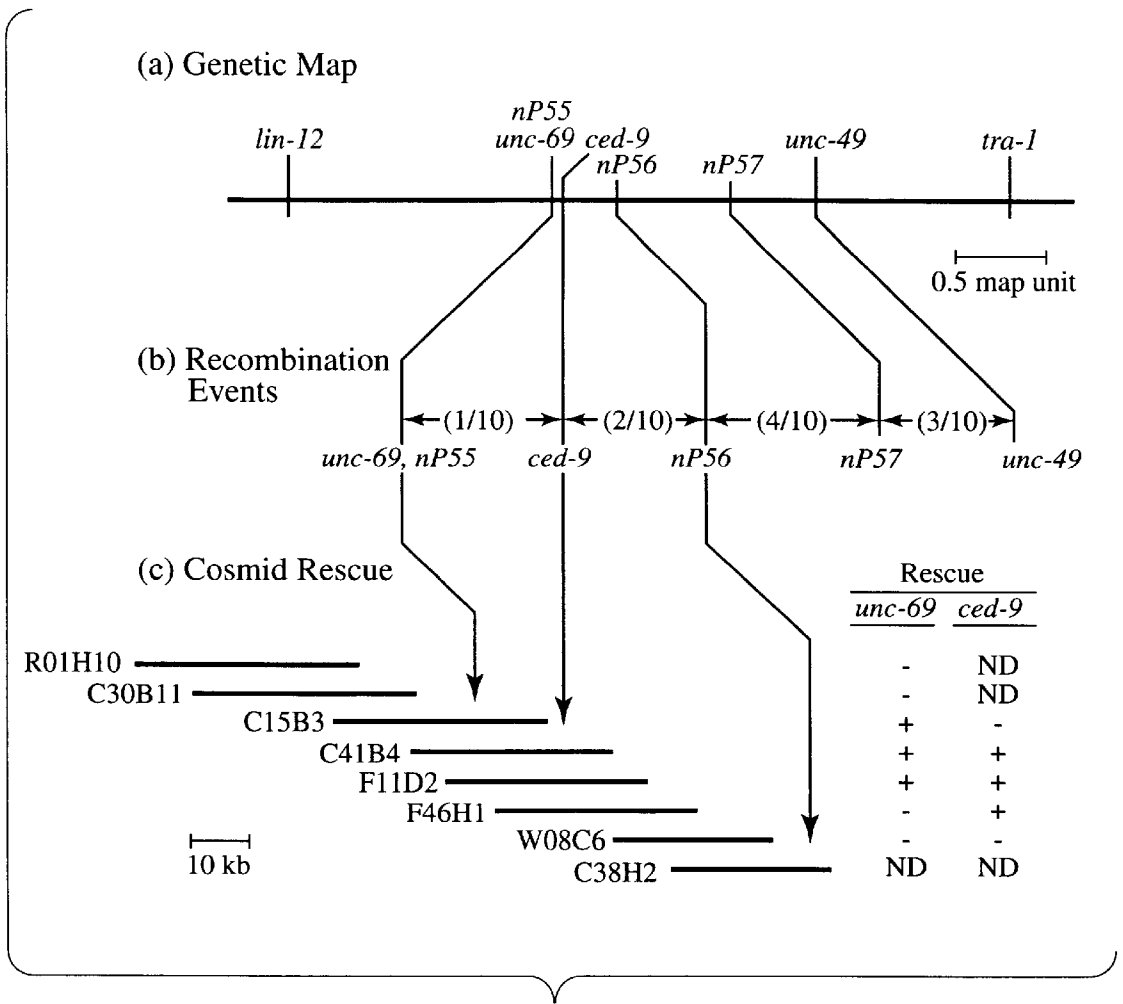 (a) Genetic Map
nP55
lin-12 unc-69 ced-9 unc-49 tra-1
nP56 nP57
0.5 map unit
(b) Recombination
Events
(1/10) (2/10) (4/10) (3/10)
unc-69, nP55 ced-9 nP56 nP57 unc-49
(c) Cosmid Rescue
Rescue
unc-69 ced-9
R01H10 - ND
C30B11 - ND
C15B3 + -
C41B4 + +
F11D2 + +
F46H1 - +
W08C6 - -
10 kb
C38H2 ND ND